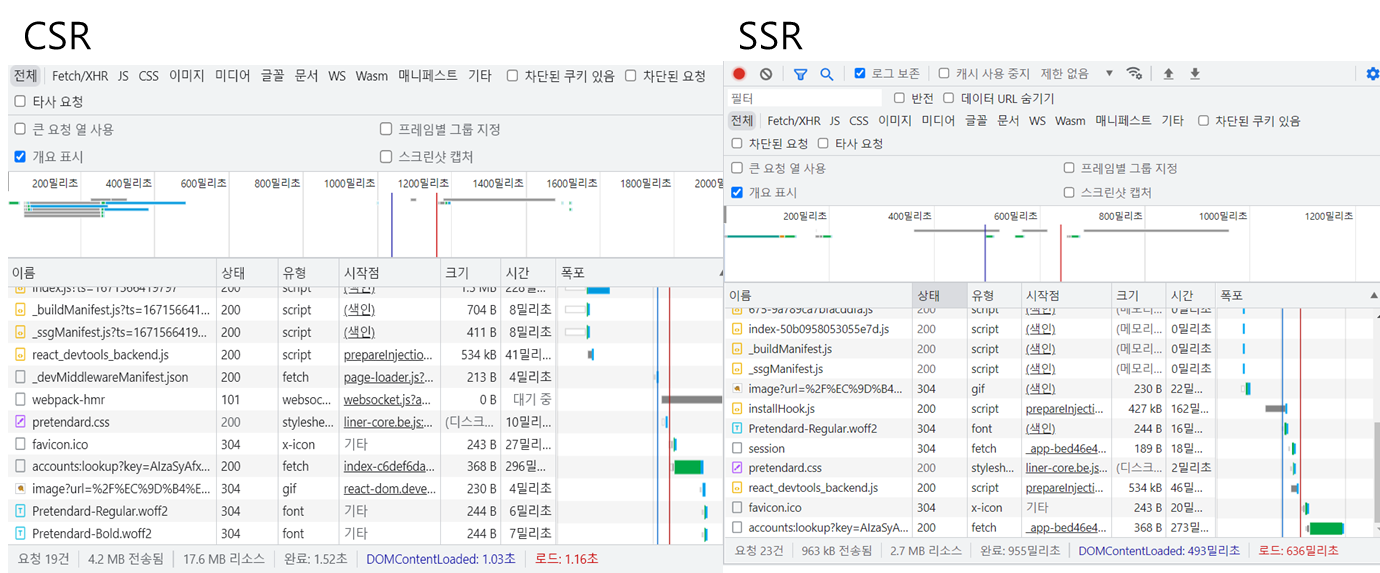 CSR
전체 Fetch/XHR JS CSS 이미지 미디어 글꼴 문서 WS Wasm 매니페스트 기타 차단된 쿠키 있음 차단된 요청
타사 요청
큰 요청 열 사용 프레임별 그룹 지정
개요 표시 스크린샷 캡처
200밀리초 400밀리초 600밀리초 800밀리초 1000밀리초 1200밀리초 1400밀리초 1600밀리초 1800밀리초 2000밀
이름 상태 유형 시작점 크기 시간 폭포
index.js?ts=1671566419797 200 script (색인) 1.5 MB 228밀...
_buildManifest.js?ts=167156641... 200 script (색인) 704 B 8밀리초
_ssgManifest.js?ts=1671566419... 200 script (색인) 411 B 8밀리초
react_devtools_backend.js 200 script prepareInjectio... 534 kB 41밀리...
_devMiddlewareManifest.json 200 fetch page-loader.js?... 213 B 4밀리초
webpack-hmr 101 websoc... websocket.js?a... 0 B 대기 중
pretendard.css 200 styleshe... liner-core.be.js:... (디스크... 10밀리...
favicon.ico 304 x-icon 기타 243 B 27밀리...
accounts:lookup?key=AIzaSyAfx... 200 fetch index-c6def6da... 368 B 296밀...
image?url=%2F%EC%9D%B4%E... 304 gif react-dom.deve... 230 B 4밀리초
Pretendard-Regular.woff2 304 font 기타 244 B 6밀리초
Pretendard-Bold.woff2 304 font 기타 244 B 7밀리초
요청 19건 4.2 MB 전송됨 17.6 MB 리소스 완료: 1.52초 DOMContentLoaded: 1.03초 로드: 1.16초
SSR
로그 보존 캐시 사용 중지 제한 없음
필터 반전 데이터 URL 숨기기
전체 Fetch/XHR JS CSS 이미지 미디어 글꼴 문서 WS Wasm 매니페스트 기타 차단된 쿠키 있음
차단된 요청 타사 요청
큰 요청 열 사용 프레임별 그룹 지정
개요 표시 스크린샷 캡처
200밀리초 400밀리초 600밀리초 800밀리초 1000밀리초 1200밀리초
이름 상태 유형 시작점 크기 시간 폭포
200 script (색인) (메모리... 0밀리초
index-50b0958053055e7d.js 200 script (색인) (메모리... 0밀리초
_buildManifest.js 200 script (색인) (메모리... 0밀리초
_ssgManifest.js 200 script (색인) (메모리... 0밀리초
image?url=%2F%EC%9D%B4... 304 gif (색인) 230 B 22밀...
installHook.js 200 script prepareInjecti... 427 kB 162밀...
Pretendard-Regular.woff2 304 font (색인) 244 B 16밀...
session 200 fetch _app-bed46e4... 189 B 18밀...
pretendard.css 200 stylesh... liner-core.be.js... (디스크... 2밀리초
react_devtools_backend.js 200 script prepareInjecti... 534 kB 46밀...
favicon.ico 304 x-icon 기타 243 B 20밀...
accounts:lookup?key=AIzaSyA... 200 fetch _app-bed46e4... 368 B 273밀...
요청 23건 963 kB 전송됨 2.7 MB 리소스 완료: 955밀리초 DOMContentLoaded: 493밀리초 로드: 636밀리초